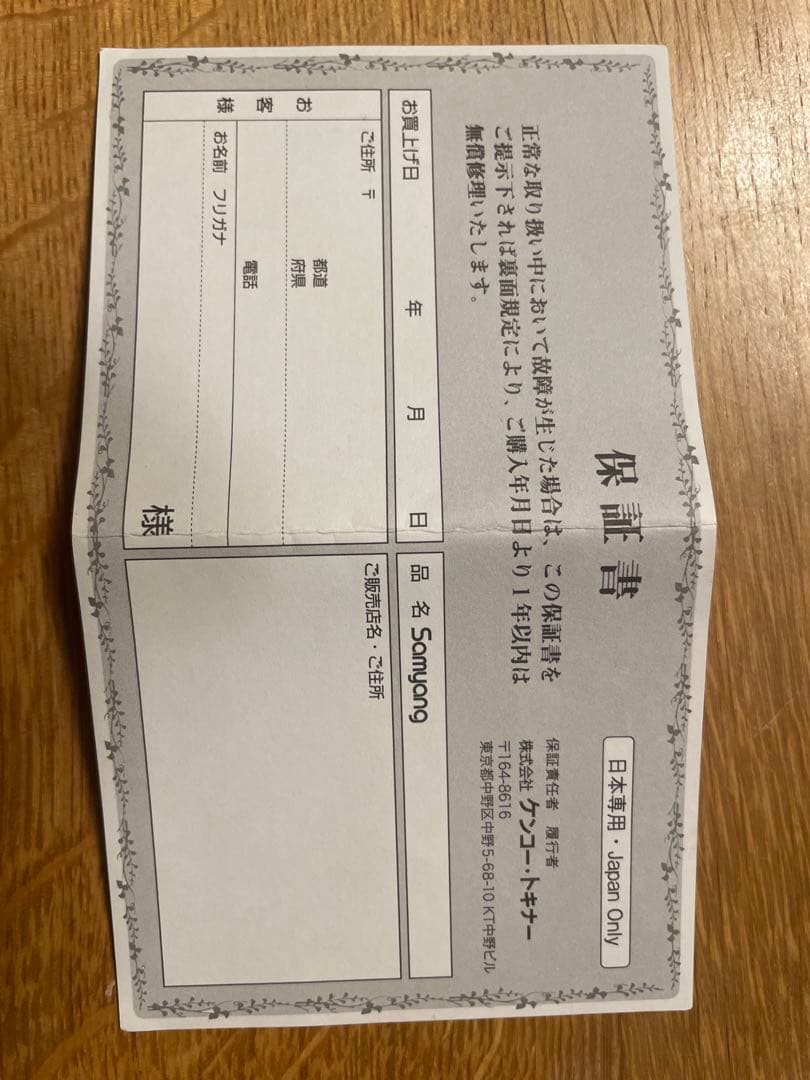 保証書
日本専用・Japan Only
正常な取り扱い中において故障が生じた場合は、この保証書を
ご提示下されば裏面規定により、ご購入年月日より1年以内は
無償修理いたします。
保証責任者 履行者
株式会社 ケンコー・トキナー
〒164-8616
東京都中野区中野5-68-10 KT中野ビル
お買上げ日 年 月 日
品名 Samyang
お客様
ご住所 〒
都道
府県
電話
お名前 フリガナ
様
ご販売店名・ご住所